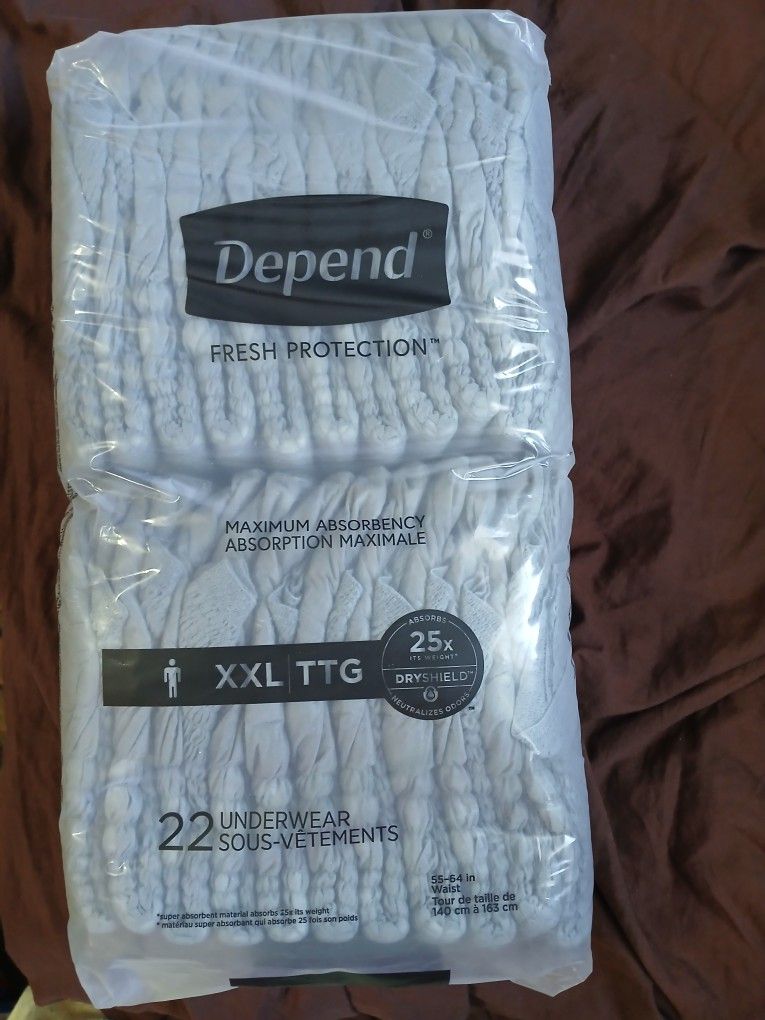 Depend®
FRESH PROTECTION™
MAXIMUM ABSORBENCY
ABSORPTION MAXIMALE
XXL | TTG
ABSORBS
25x
ITS WEIGHT*
DRYSHIELD™
NEUTRALIZES ODORS
™
22 UNDERWEAR
SOUS-VÊTEMENTS
55-64 in
Waist
Tour de taille de
140 cm à 163 cm
*super absorbent material absorbs 25x its weight
* matériau super absorbant qui absorbe 25 fois son poids